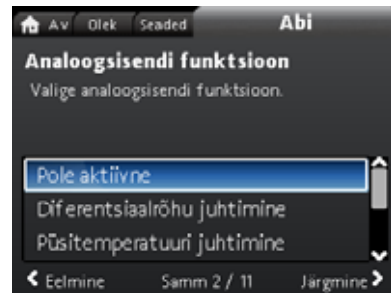 Av Olek Seaded Abi
Analoogsisendi funktsioon
Valige analoogsisendi funktsioon.
Pole aktiivne
Diferentsiaalrõhu juhtimine
Püsitemperatuuri juhtimine
Eelmine Samm 2 / 11 Järgmine